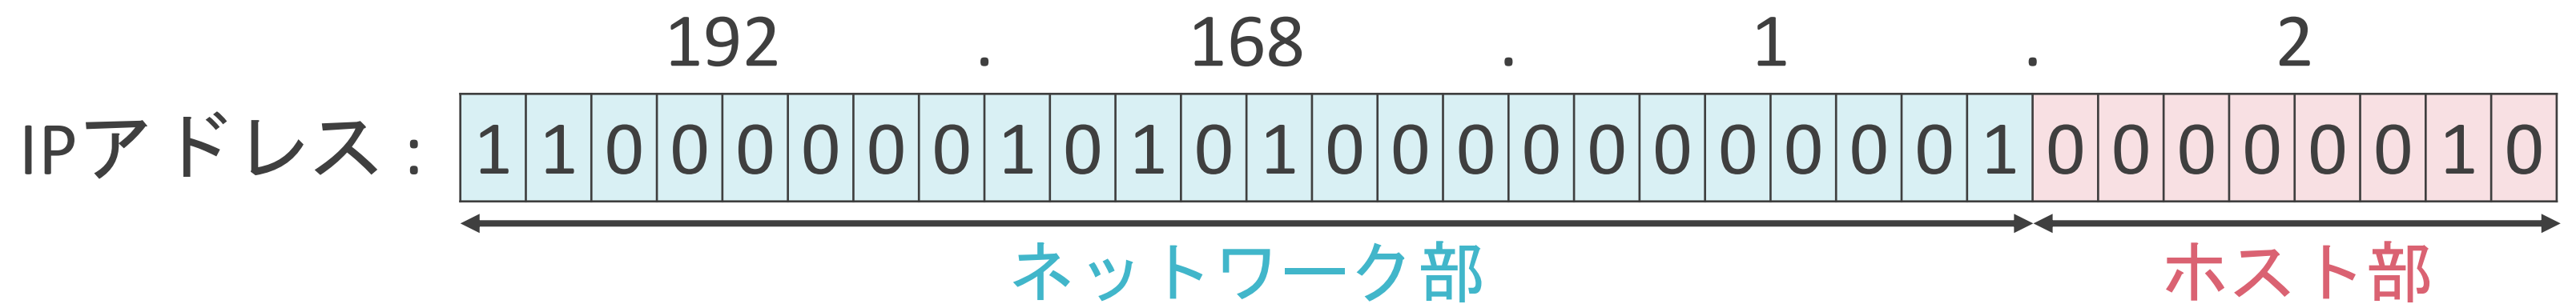 192 . 168 . 1 . 2
IPアドレス : 1 1 0 0 0 0 0 0 1 0 1 0 1 0 0 0 0 0 0 0 0 0 0 1 0 0 0 0 0 0 1 0
ネットワーク部 ホスト部